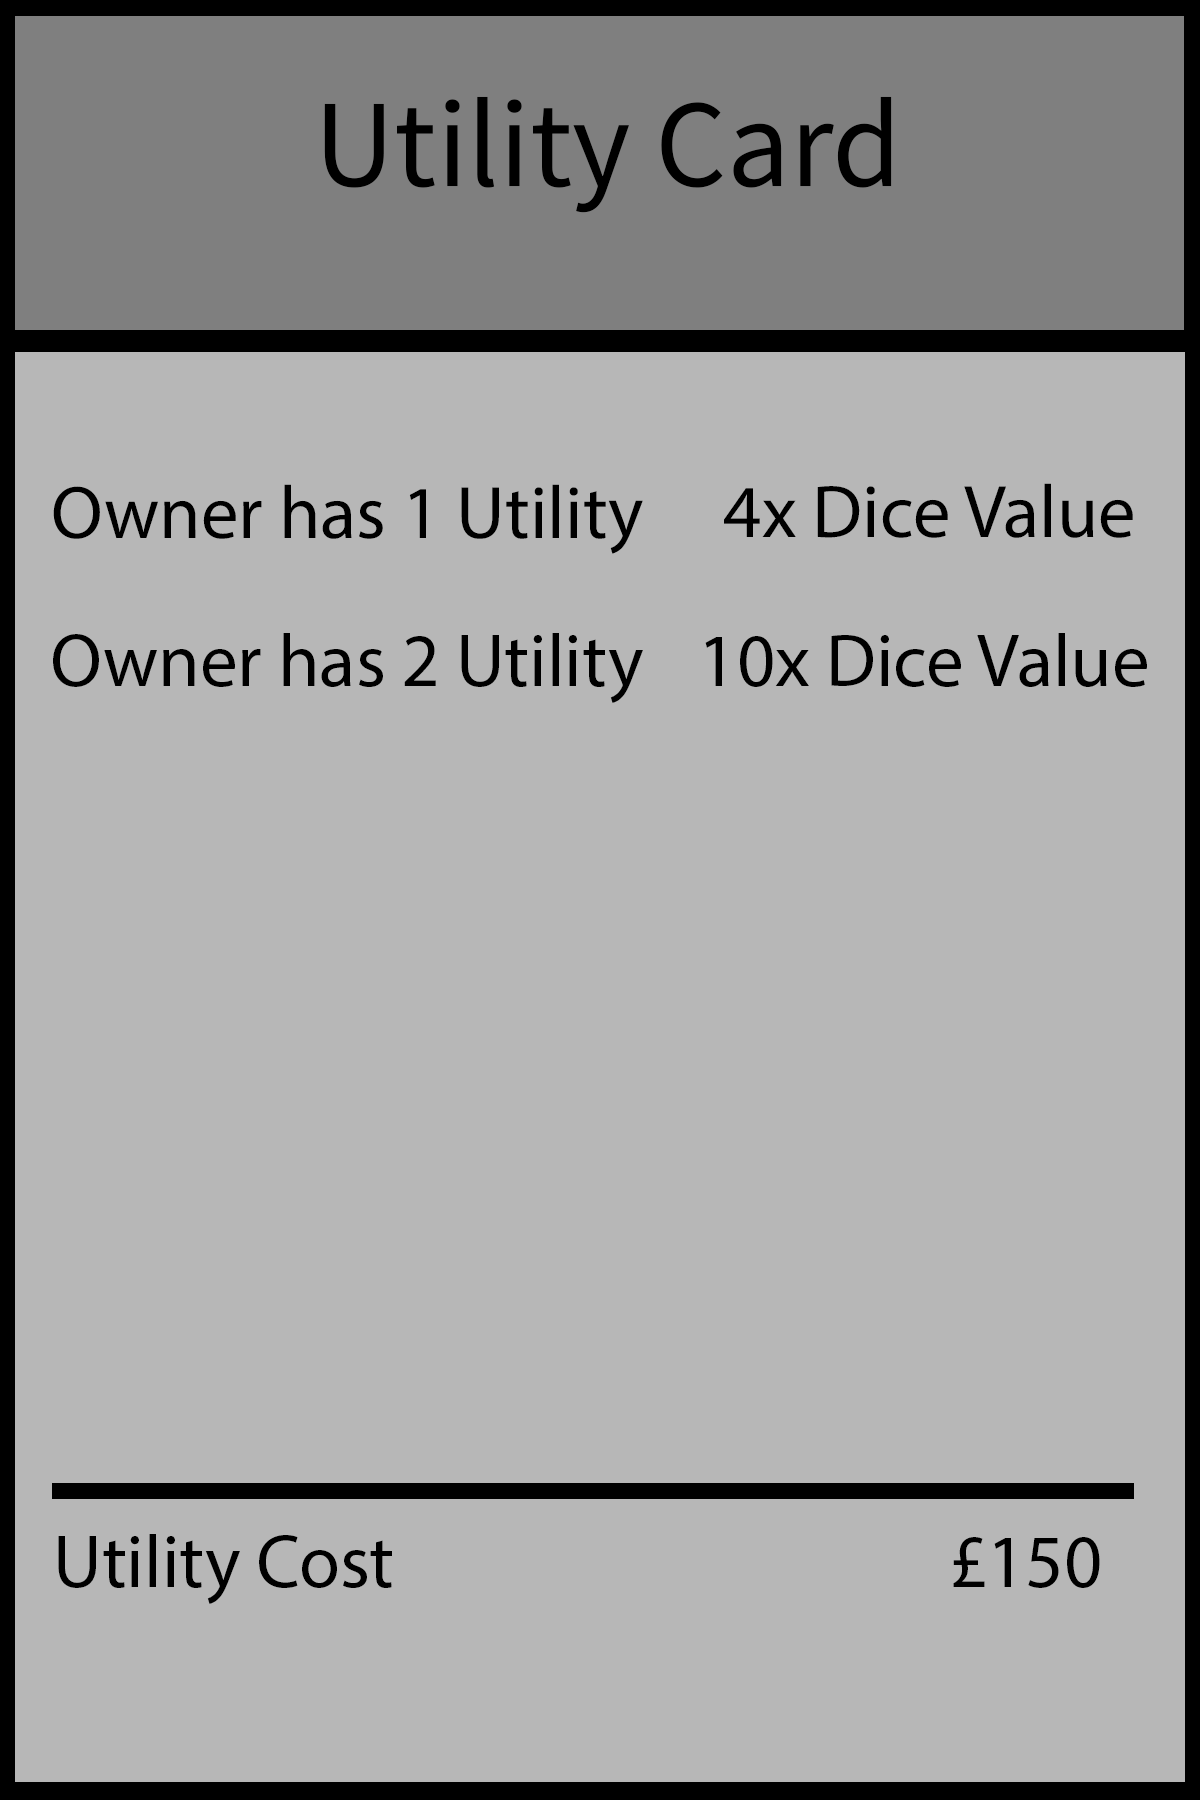 Utility Card
Owner has 1 Utility 4x Dice Value
Owner has 2 Utility 10x Dice Value
Utility Cost £150